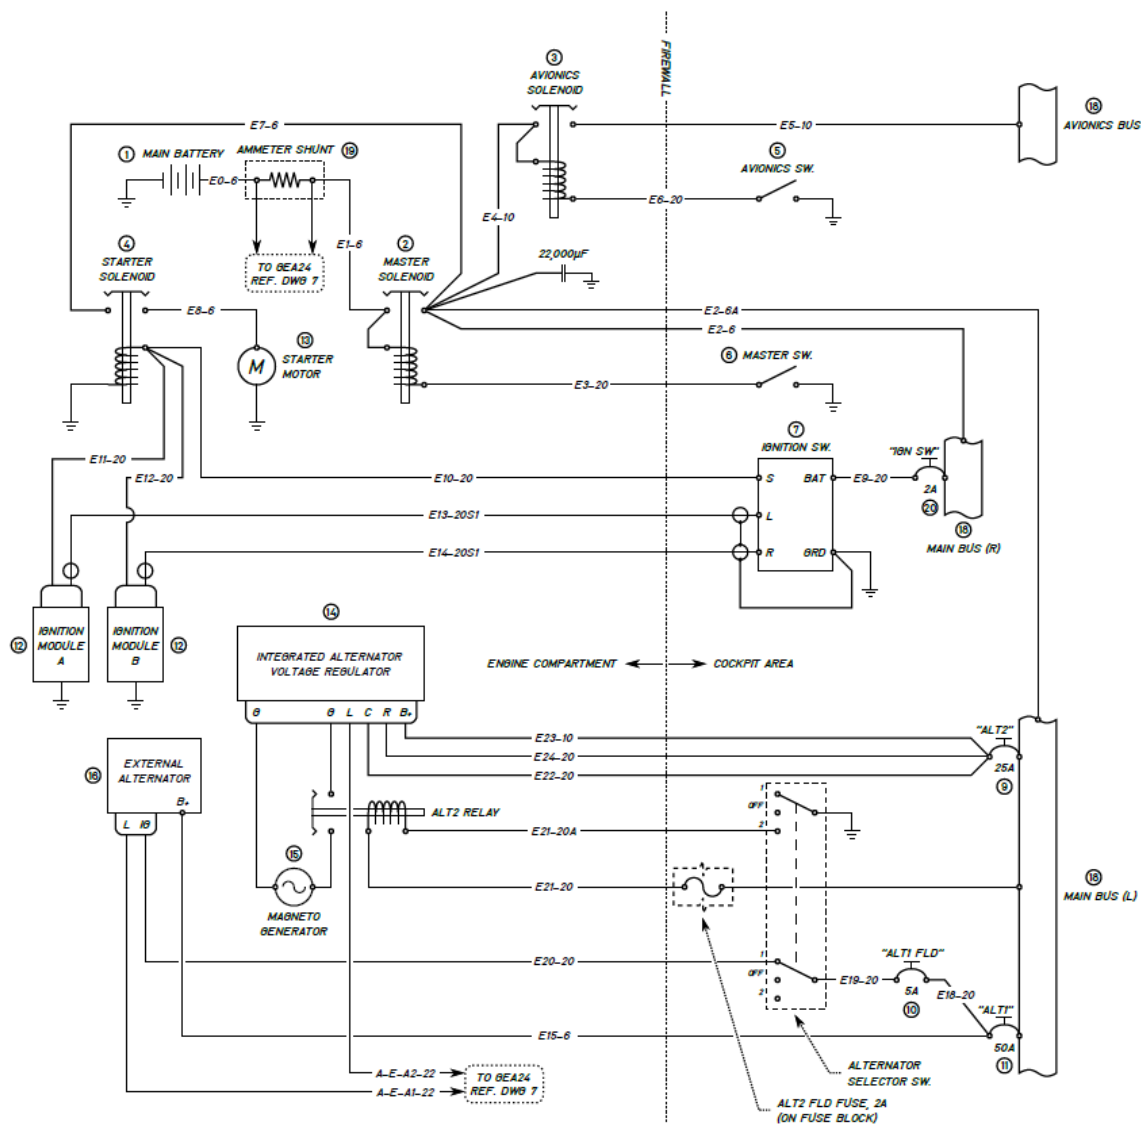 3
AVIONICS
SOLENOID
FIREWALL
18
AVIONICS BUS
E7-6
E5-10
1 MAIN BATTERY
AMMETER SHUNT 19
5
AVIONICS SW.
E0-6
E6-20
E4-10
E1-6
4
STARTER
SOLENOID
TO GEA24
REF. DWG 7
2
MASTER
SOLENOID
22,000µF
E8-6
E2-6A
E2-6
13
STARTER
MOTOR
M
6 MASTER SW.
E3-20
7
IGNITION SW.
"IGN SW"
E11-20
E12-20
E10-20
S
BAT
E9-20
2A
20
18
MAIN BUS (R)
E13-20S1
L
E14-20S1
R
GRD
12
IGNITION
MODULE
A
IGNITION
MODULE
B
12
14
INTEGRATED ALTERNATOR
VOLTAGE REGULATOR
ENGINE COMPARTMENT
COCKPIT AREA
G
G
L
C
R
B+
"ALT2"
E23-10
E24-20
E22-20
25A
9
16
EXTERNAL
ALTERNATOR
B+
L
IG
ALT2 RELAY
1
OFF
2
E21-20A
15
MAGNETO
GENERATOR
E21-20
18
MAIN BUS (L)
E20-20
1
OFF
2
"ALT1 FLD"
E19-20
5A
10
E18-20
"ALT1"
50A
11
E15-6
A-E-A2-22
A-E-A1-22
TO GEA24
REF. DWG 7
ALTERNATOR
SELECTOR SW.
ALT2 FLD FUSE, 2A
(ON FUSE BLOCK)